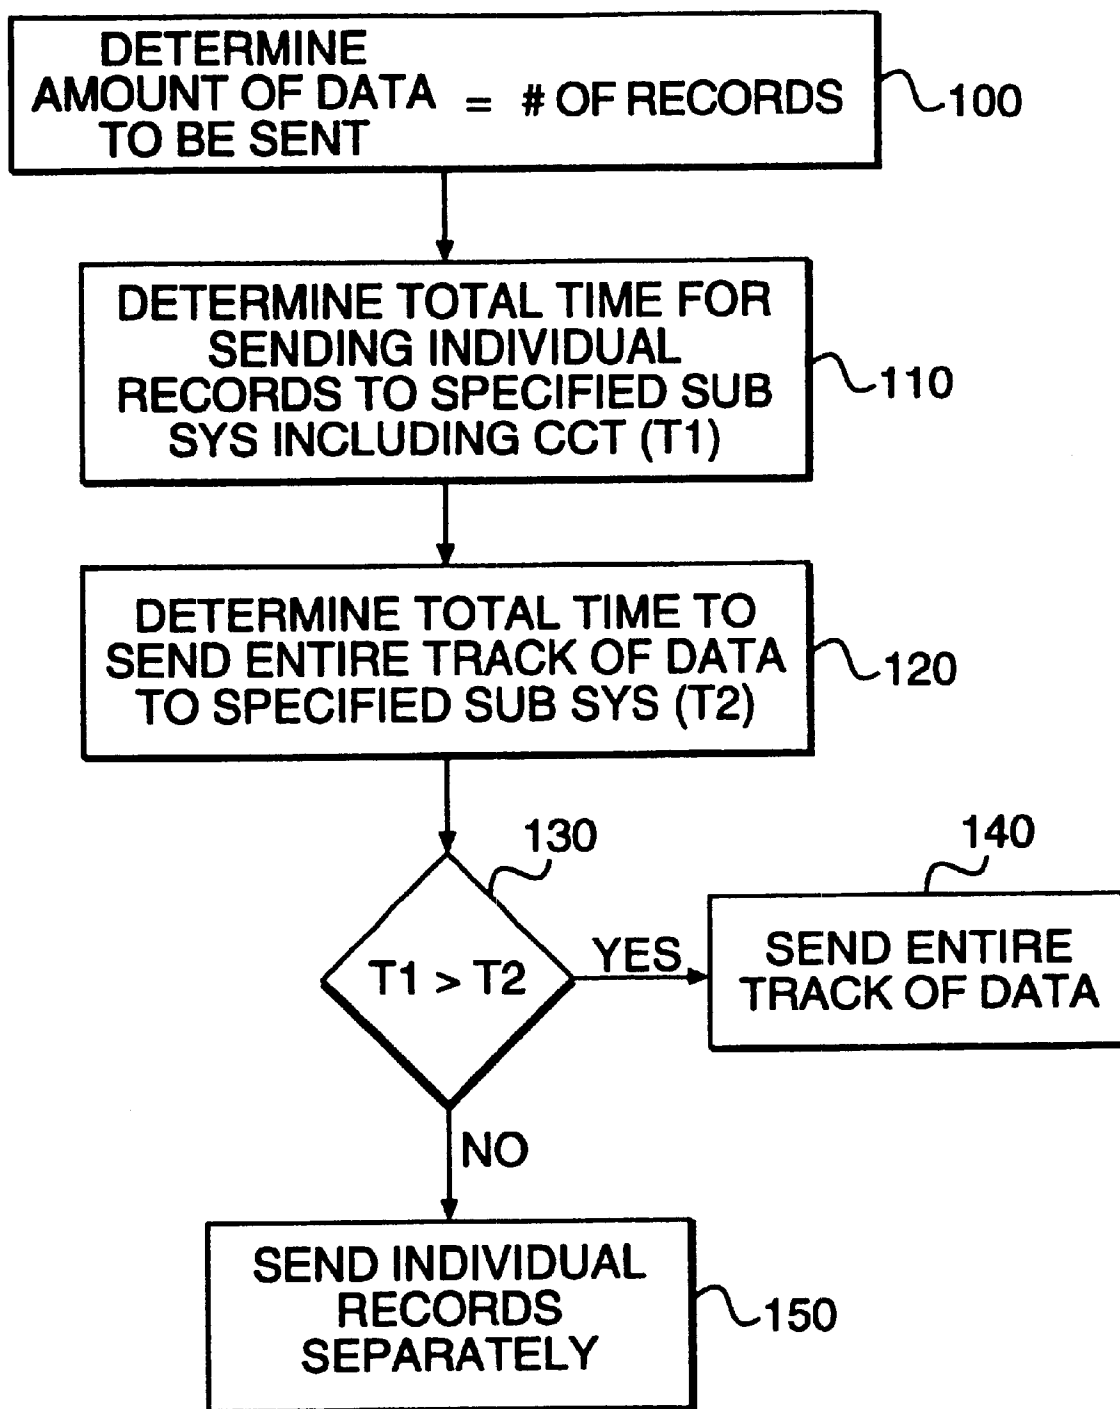 DETERMINE
AMOUNT OF DATA = # OF RECORDS
TO BE SENT
100
DETERMINE TOTAL TIME FOR
SENDING INDIVIDUAL
RECORDS TO SPECIFIED SUB
SYS INCLUDING CCT (T1)
110
DETERMINE TOTAL TIME TO
SEND ENTIRE TRACK OF DATA
TO SPECIFIED SUB SYS (T2)
120
130
T1 > T2
YES
140
SEND ENTIRE
TRACK OF DATA
NO
SEND INDIVIDUAL
RECORDS
SEPARATELY
150